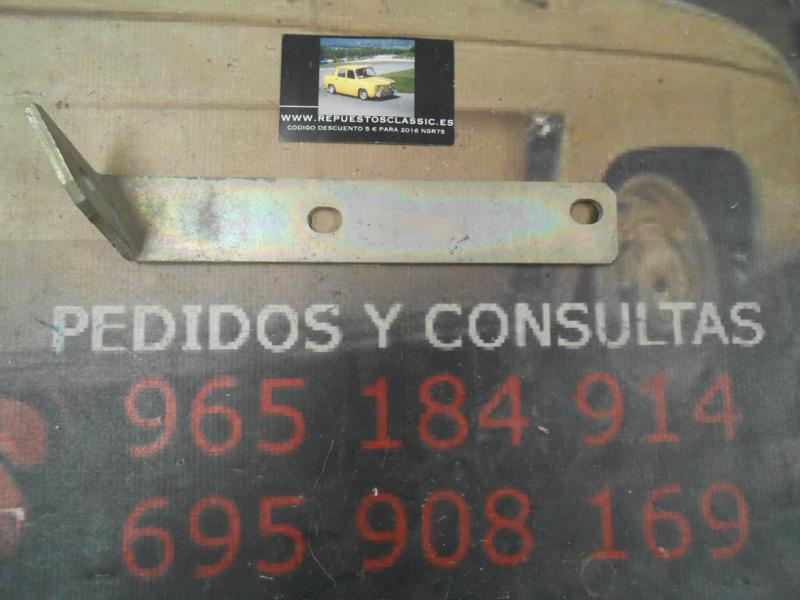 WWW.REPUESTOSCLASSIC.ES
CODIGO DESCUENTO 5 € PARA 2016 NSR75
PEDIDOS Y CONSULTAS
965 184 914
695 908 169